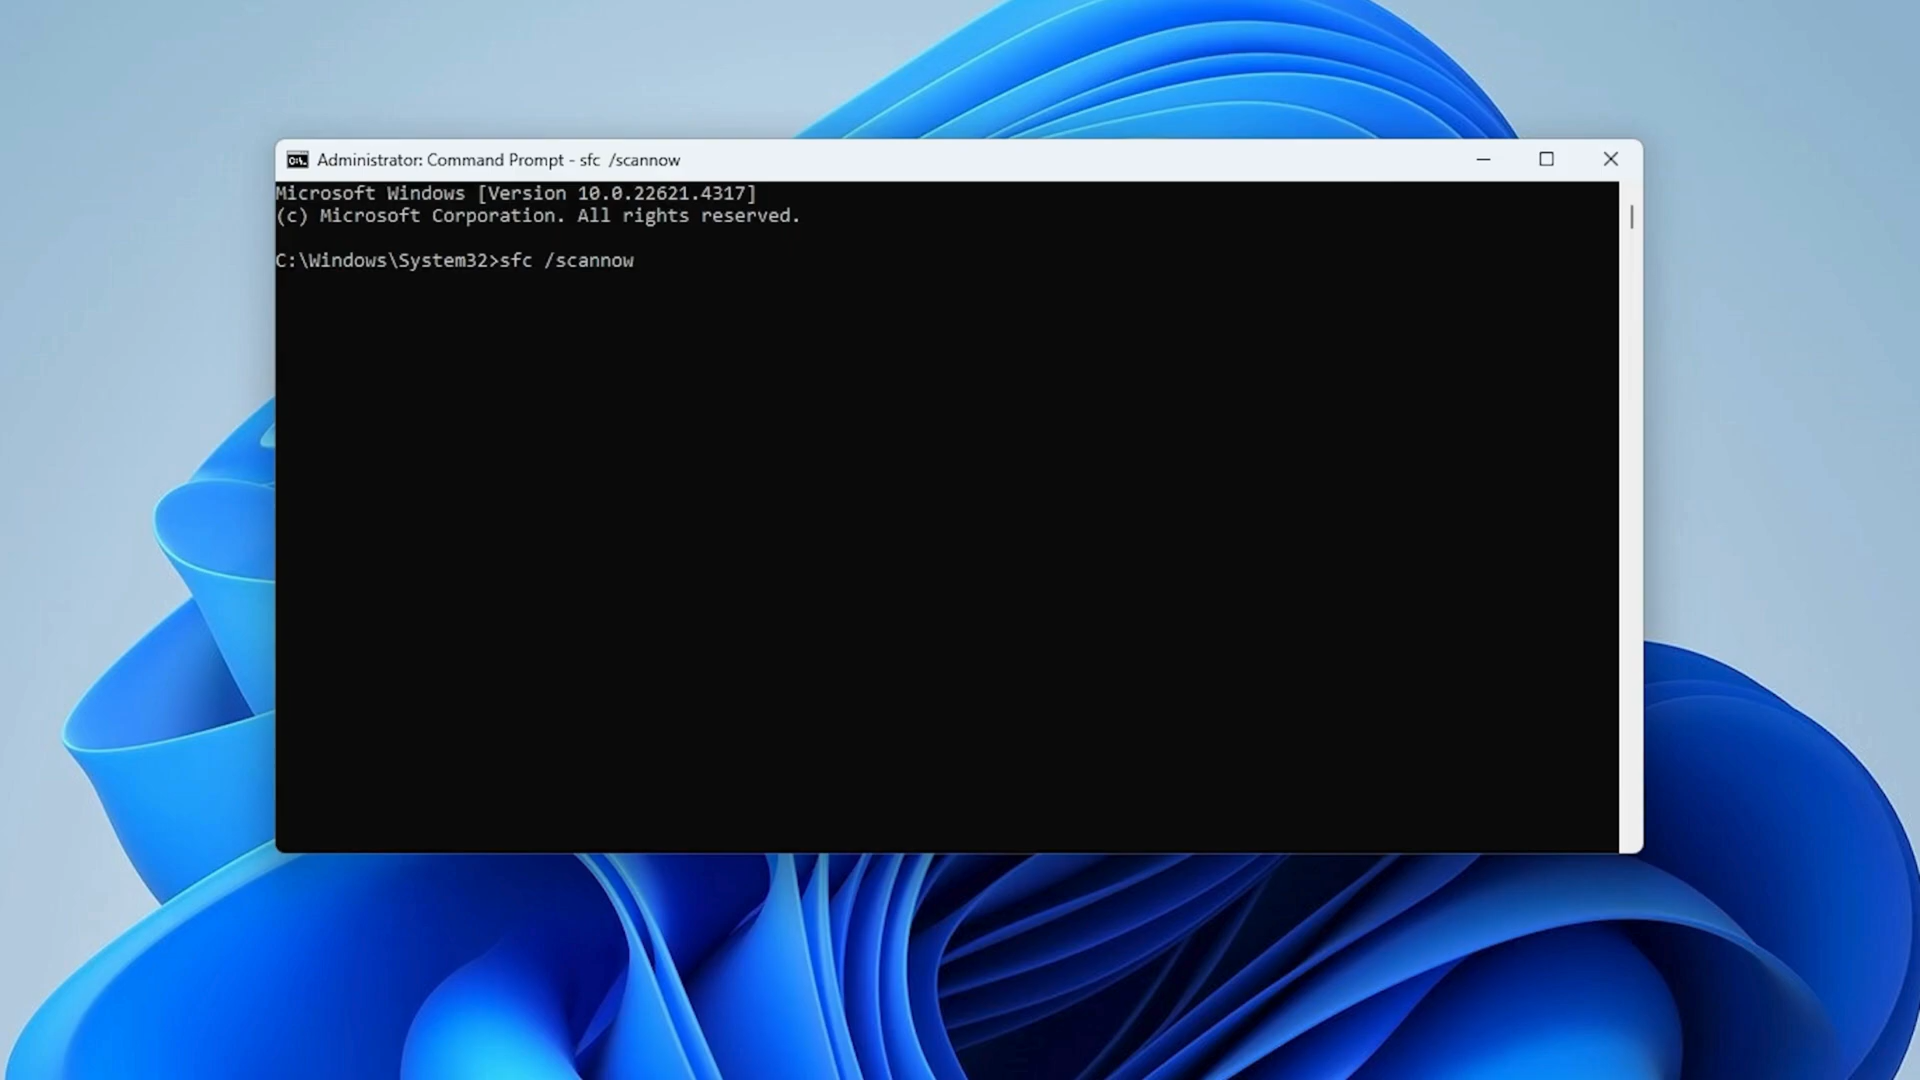 Administrator: Command Prompt - sfc  /scannow
Microsoft Windows [Version 10.0.22621.4317]
(c) Microsoft Corporation. All rights reserved.
C:\Windows\System32>sfc /scannow